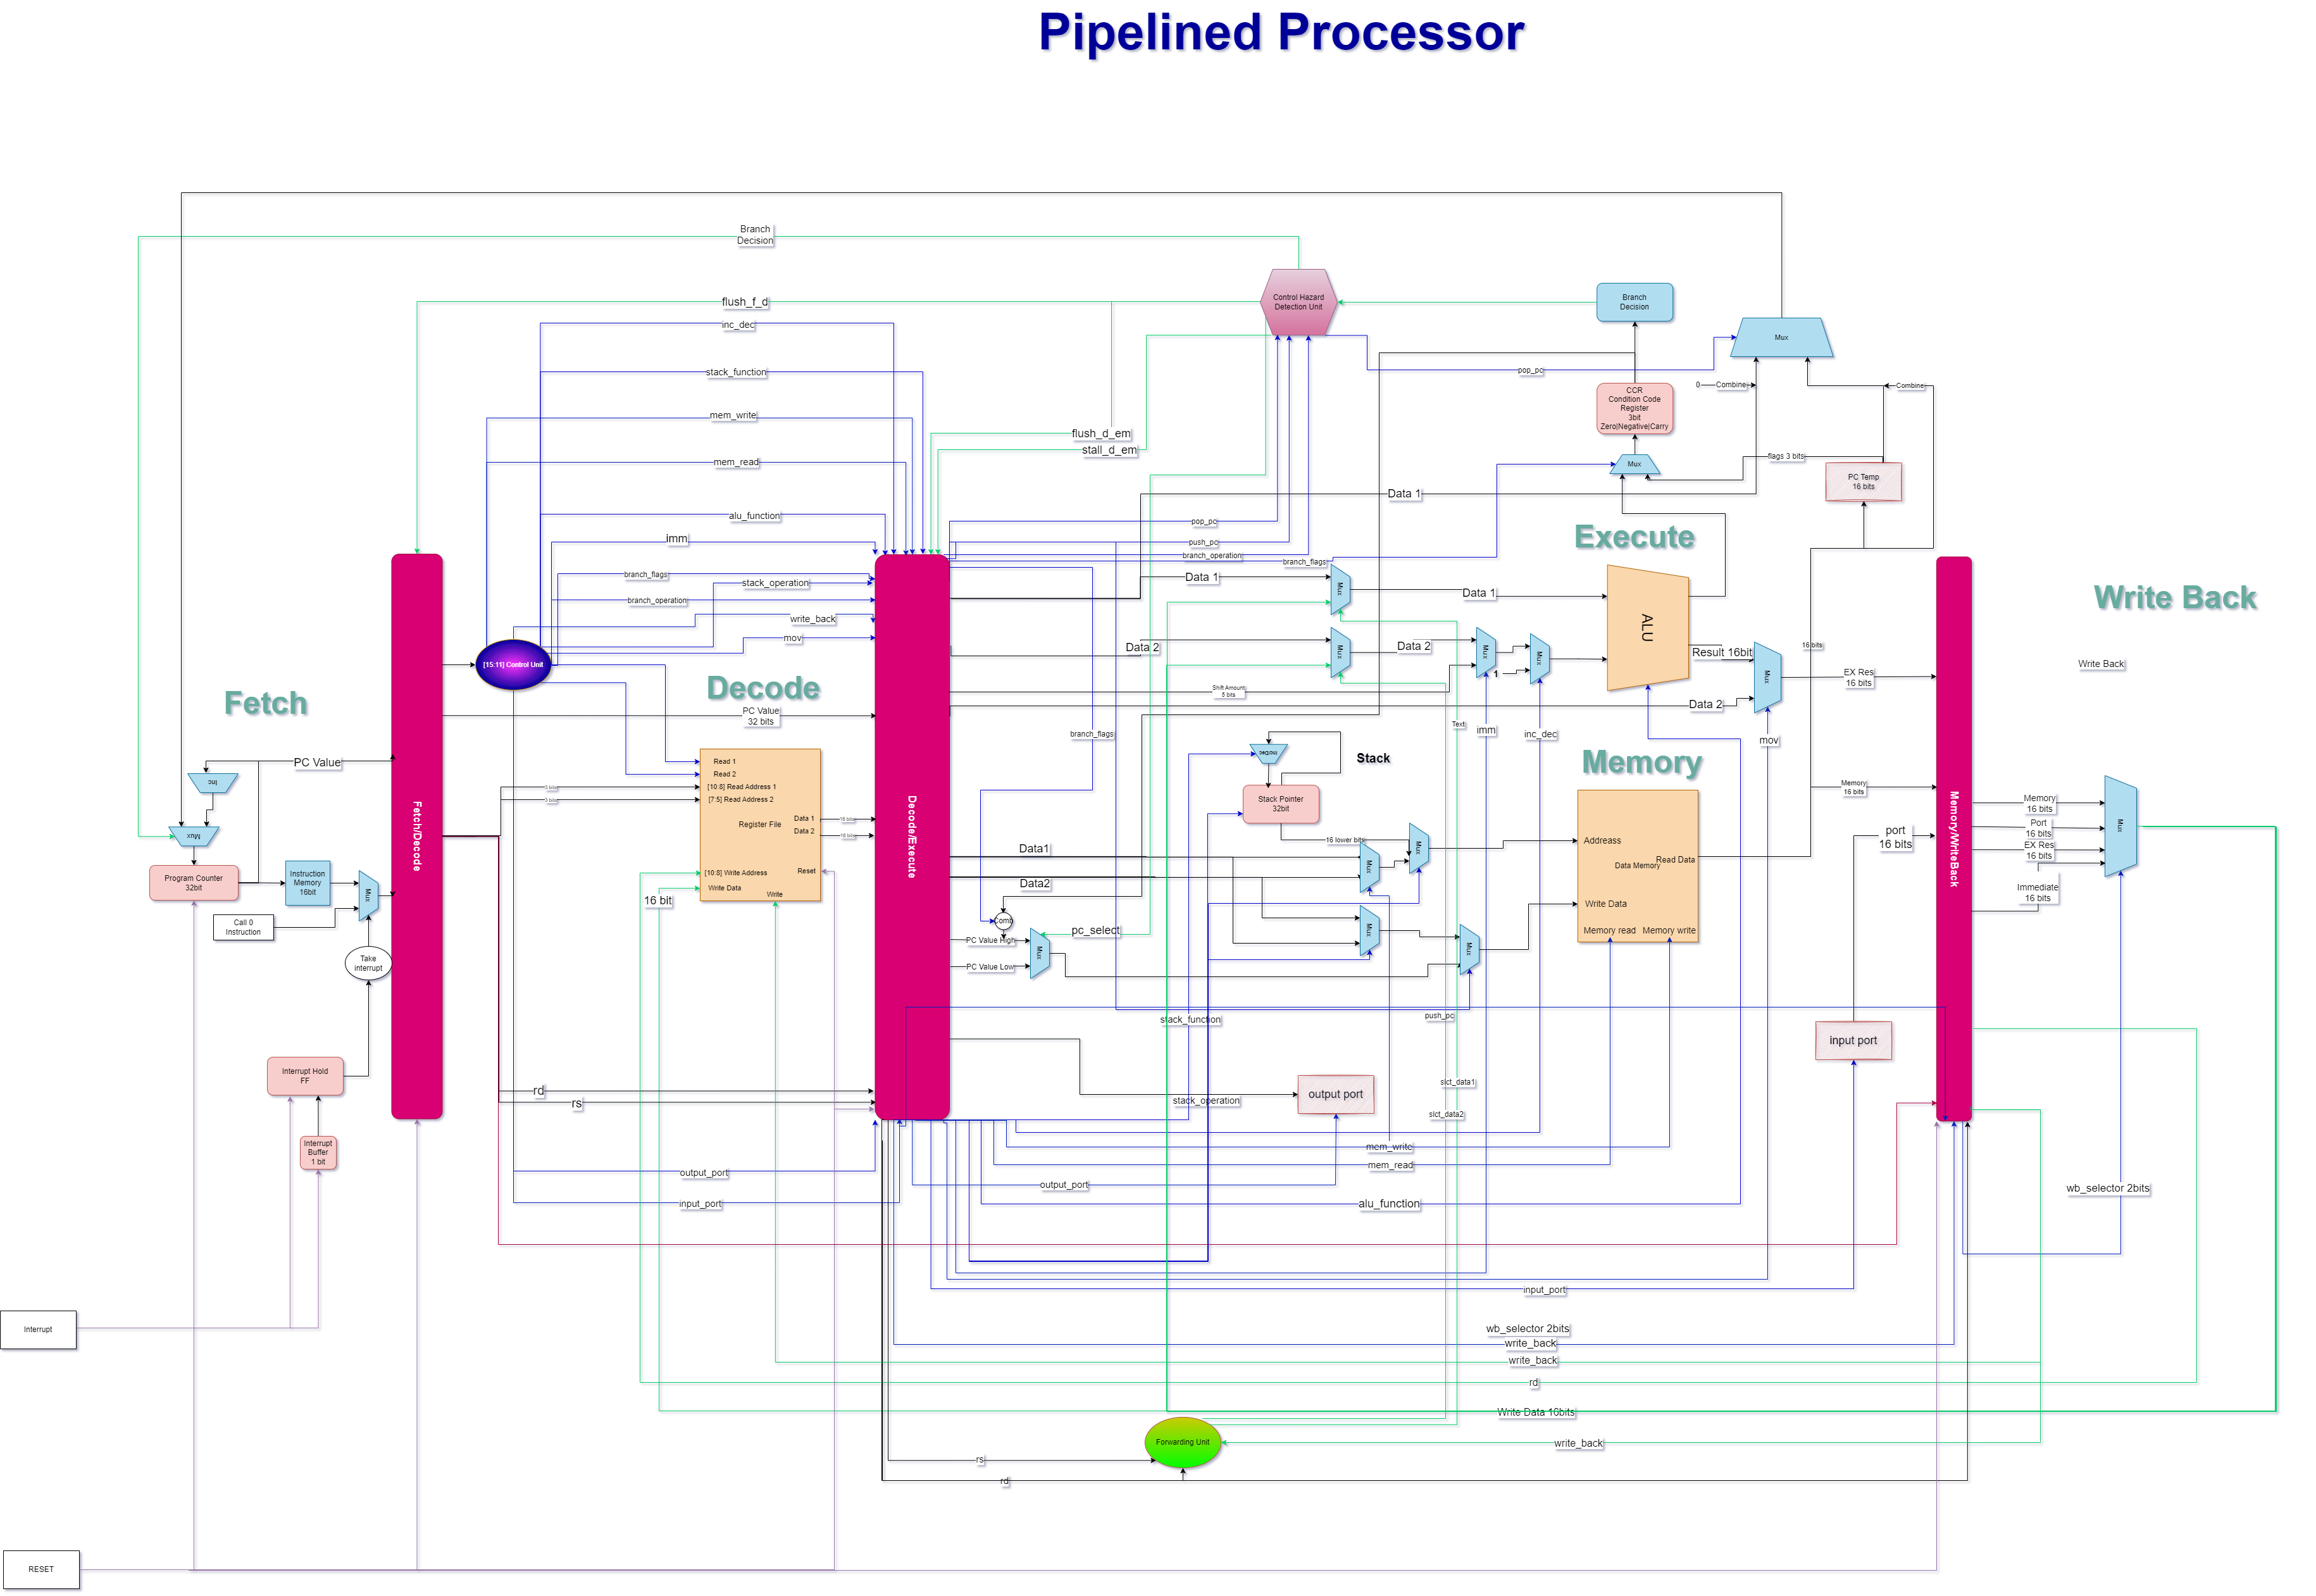 Pipelined Processor
Branch
Decision
flush_f_d
inc_dec
stack_function
mem_write
mem_read
alu_function
imm
branch_flags
stack_operation
branch_operation
write_back
mov
flush_d_em
stall_d_em
Control Hazard
Detection Unit
Branch
Decision
Mux
pop_pc
0
Combine
Combine
CCR
Condition Code
Register
3bit
Zero|Negative|Carry
Mux
flags 3 bits
PC Temp
16 bits
Data 1
pop_pc
push_pc
branch_operation
branch_flags
Execute
Write Back
Data 1
Mux
Data 1
ALU
Data 2
Mux
Data 2
Mux
Mux
1
Result 16bit
Mux
16 bits
EX Res
16 bits
Write Back
Shift Amount
5 bits
Data 2
Text
imm
inc_dec
mov
Fetch
[15:11] Control Unit
Decode
PC Value
32 bits
branch_flags
PC Value
Inc
Mux
Program Counter
32bit
Instruction
Memory
16bit
Mux
Call 0
Instruction
Take
interrupt
Interrupt Hold
FF
Interrupt
Buffer
1 bit
Fetch/Decode
Read 1
Read 2
[10:8] Read Address 1
[7:5] Read Address 2
3 bits
3 bits
Register File
Data 1
Data 2
16 bits
16 bits
Reset
[10:8] Write Address
Write Data
Write
16 bit
Decode/Execute
Inc/Dec
Stack
Stack Pointer
32bit
16 lower bits
Mux
Mux
Data1
Data2
Comb
PC Value High
PC Value Low
Mux
pc_select
Mux
Mux
Memory
Addreass
Data Memory
Read Data
Write Data
Memory read
Memory write
Memory
16 bits
port
16 bits
Memory/WriteBack
Memory
16 bits
Port
16 bits
EX Res
16 bits
Immediate
16 bits
Mux
stack_function
push_pc
input port
output port
stack_operation
slct_data1
slct_data2
rd
rs
mem_write
mem_read
output_port
output_port
input_port
alu_function
wb_selector 2bits
input_port
Interrupt
wb_selector 2bits
write_back
write_back
rd
Write Data 16bits
Forwarding Unit
write_back
rs
rd
RESET